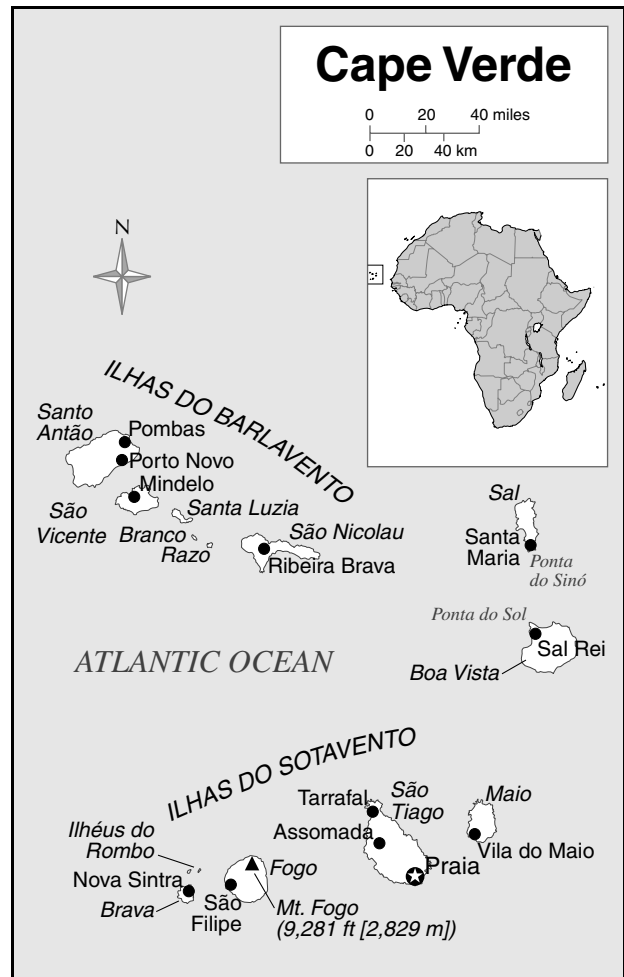 Cape Verde
0 20 40 miles
0 20 40 km
N
ILHAS DO BARLAVENTO
Santo
Antão
Pombas
Porto Novo
Mindelo
São
Vicente
Santa Luzia
Branco
Razo
São Nicolau
Ribeira Brava
Sal
Santa
Maria
Ponta
do Sinó
Ponta do Sol
Sal Rei
Boa Vista
ATLANTIC OCEAN
ILHAS DO SOTAVENTO
Tarrafal
São
Tiago
Assomada
Praia
Maio
Vila do Maio
Ilhéus do
Rombo
Nova Sintra
Brava
São
Filipe
Fogo
Mt. Fogo
(9,281 ft [2,829 m])